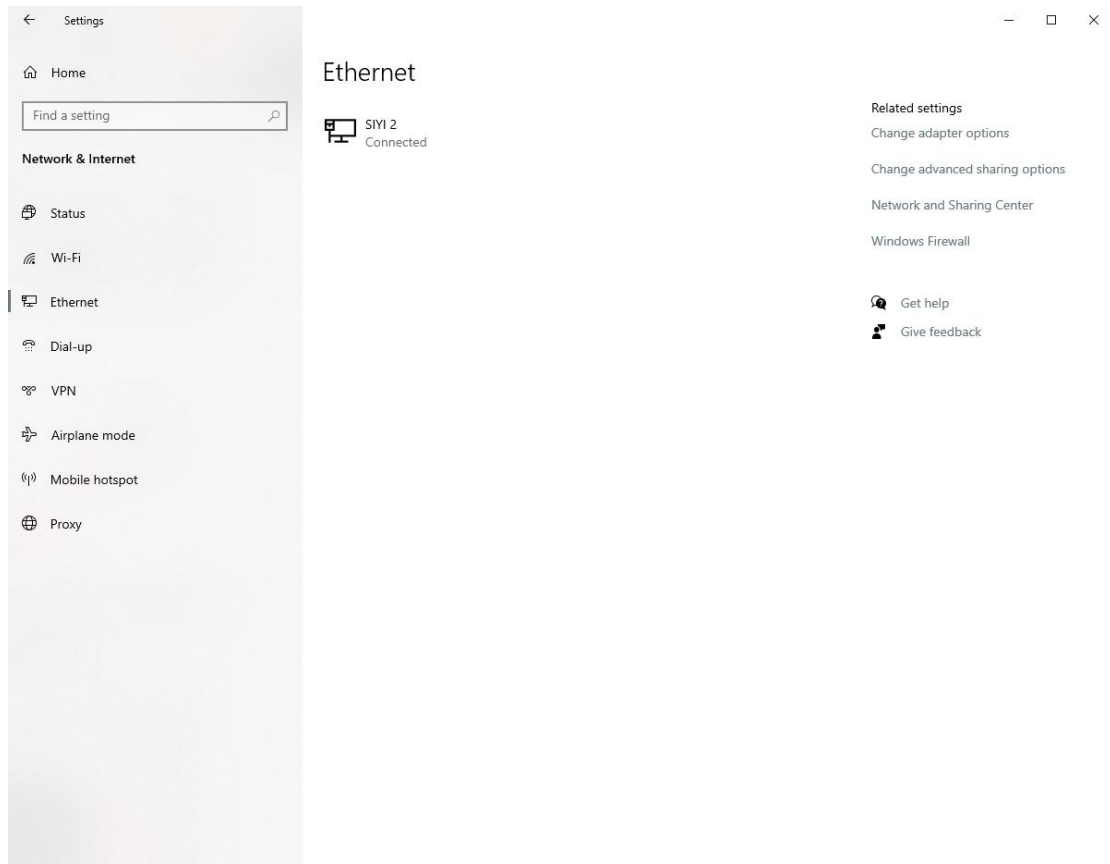 Settings
Home
Find a setting
Network & Internet
Status
Wi-Fi
Ethernet
Dial-up
VPN
Airplane mode
Mobile hotspot
Proxy
Ethernet
SIYI 2
Connected
Related settings
Change adapter options
Change advanced sharing options
Network and Sharing Center
Windows Firewall
Get help
Give feedback